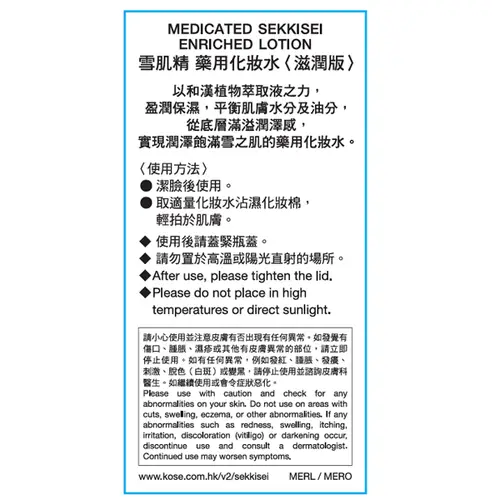 MEDICATED SEKKISEI
ENRICHED LOTION
雪肌精 藥用化妝水〈滋潤版〉
以和漢植物萃取液之力，
盈潤保濕，平衡肌膚水分及油分，
從底層滿溢潤澤感，
實現潤澤飽滿雪之肌的藥用化妝水。
〈使用方法〉
● 潔臉後使用。
● 取適量化妝水沾濕化妝棉，
輕拍於肌膚。
◆ 使用後請蓋緊瓶蓋。
◆ 請勿置於高溫或陽光直射的場所。
◆After use, please tighten the lid.
◆Please do not place in high
temperatures or direct sunlight.
請小心使用並注意皮膚有否出現有任何異常。如發覺有
傷口、腫脹、濕疹或其他有皮膚異常的部位，請立即
停止使用。如有任何異常，例如發紅、腫脹、發癢、
刺激、脫色（白斑）或變黑，請停止使用並諮詢皮膚科
醫生。如繼續使用或會令症狀惡化。
Please use with caution and check for any
abnormalities on your skin. Do not use on areas with
cuts, swelling, eczema, or other abnormalities. If any
abnormalities such as redness, swelling, itching,
irritation, discoloration (vitiligo) or darkening occur,
discontinue use and consult a dermatologist.
Continued use may worsen symptoms.
www.kose.com.hk/v2/sekkisei MERL / MERO